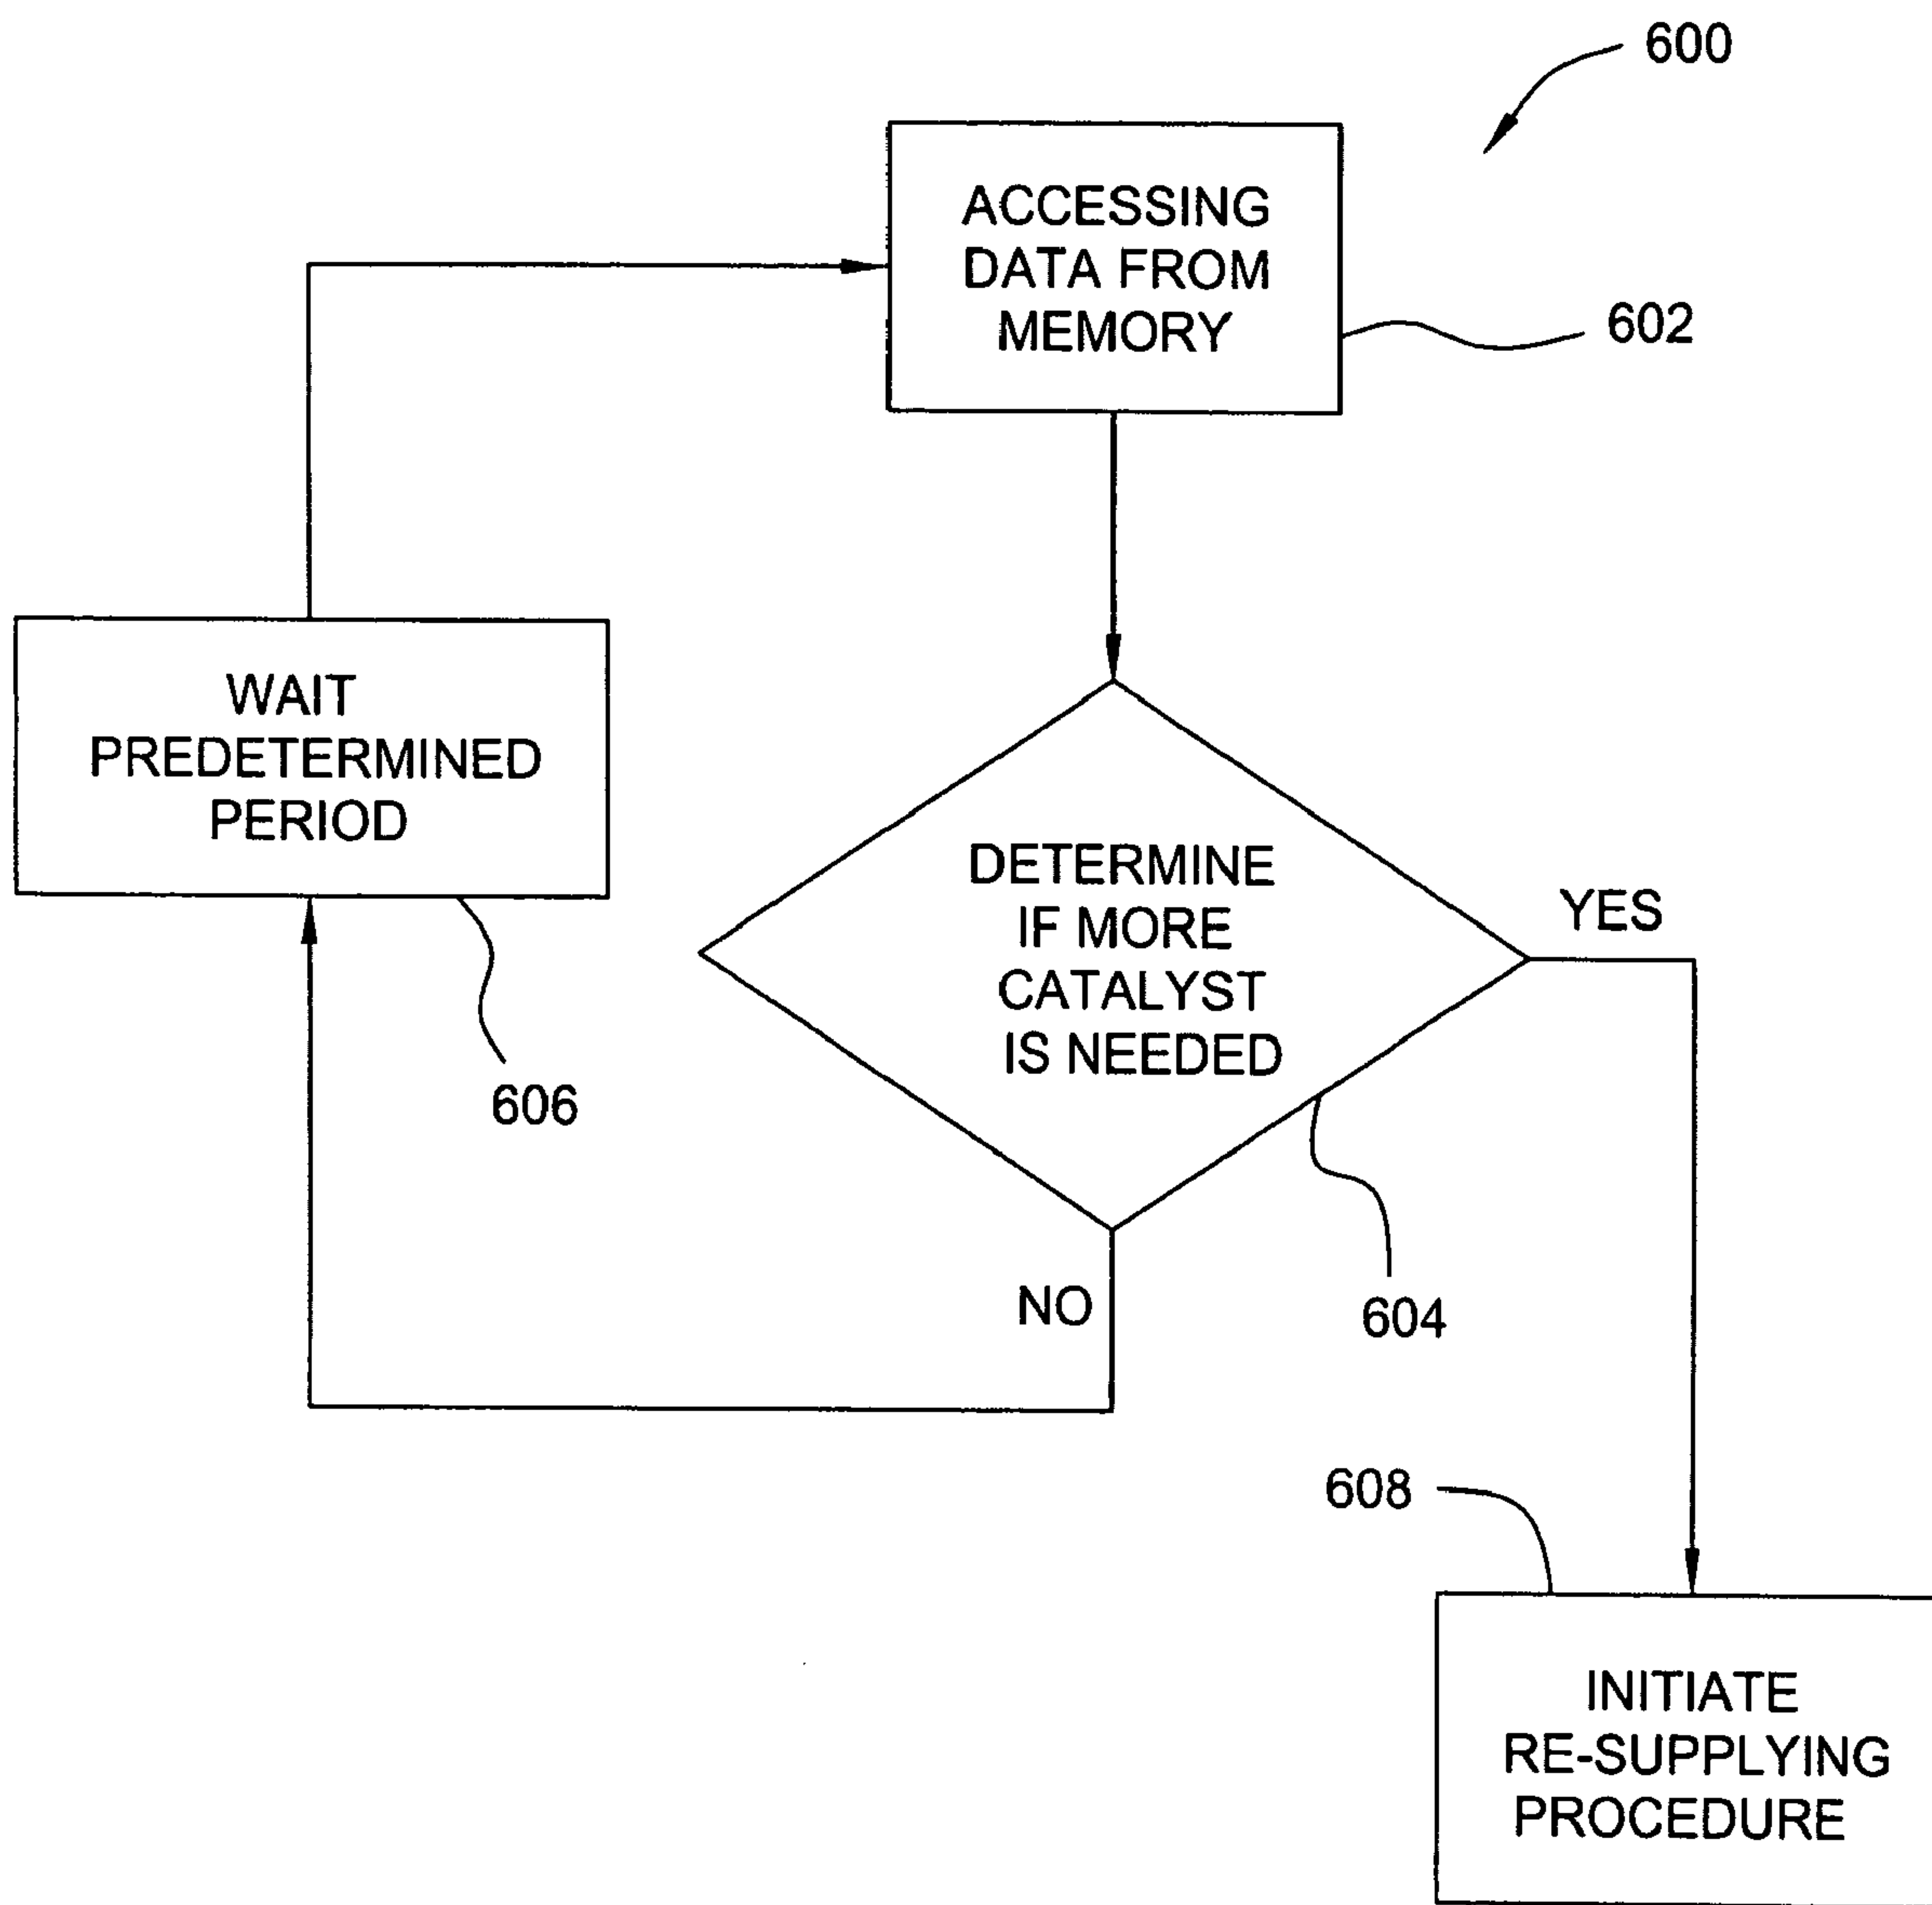 600
ACCESSING
DATA FROM
MEMORY
602
WAIT
PREDETERMINED
PERIOD
606
DETERMINE
IF MORE
CATALYST
IS NEEDED
YES
NO
604
608
INITIATE
RE-SUPPLYING
PROCEDURE